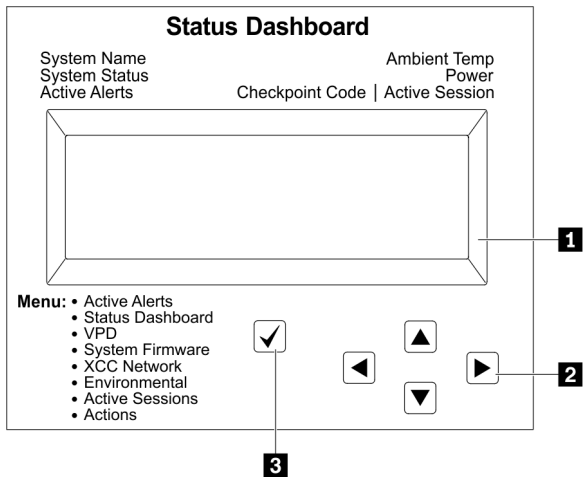 Status Dashboard
System Name
System Status
Active Alerts
Ambient Temp
Power
Checkpoint Code | Active Session
1
Menu: • Active Alerts
• Status Dashboard
• VPD
• System Firmware
• XCC Network
• Environmental
• Active Sessions
• Actions
2
3